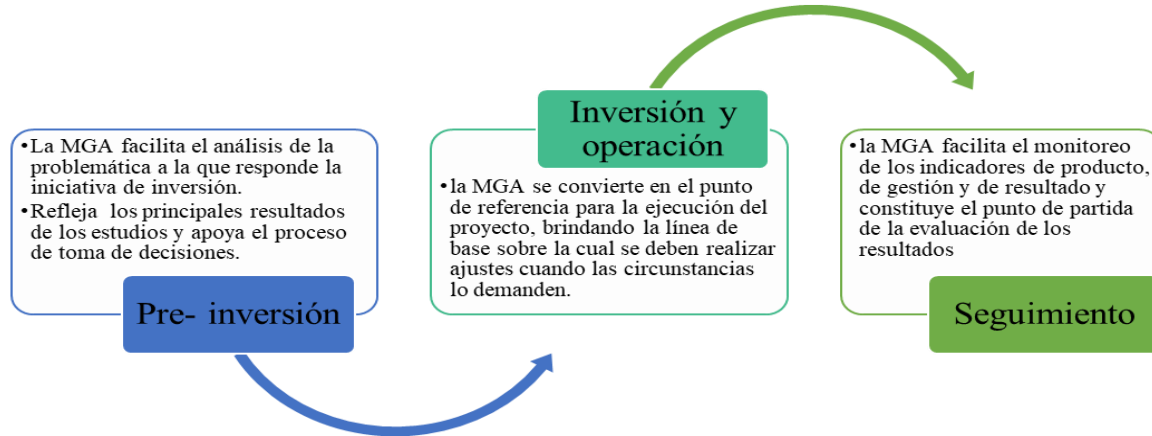 •La MGA facilita el análisis de la
problemática a la que responde la
iniciativa de inversión.
•Refleja los principales resultados
de los estudios y apoya el proceso
de toma de decisiones.
Pre- inversión
Inversión y
operación
•la MGA se convierte en el punto
de referencia para la ejecución del
proyecto, brindando la línea de
base sobre la cual se deben realizar
ajustes cuando las circunstancias
lo demanden.
•la MGA facilita el monitoreo
de los indicadores de producto,
de gestión y de resultado y
constituye el punto de partida
de la evaluación de los
resultados
Seguimiento